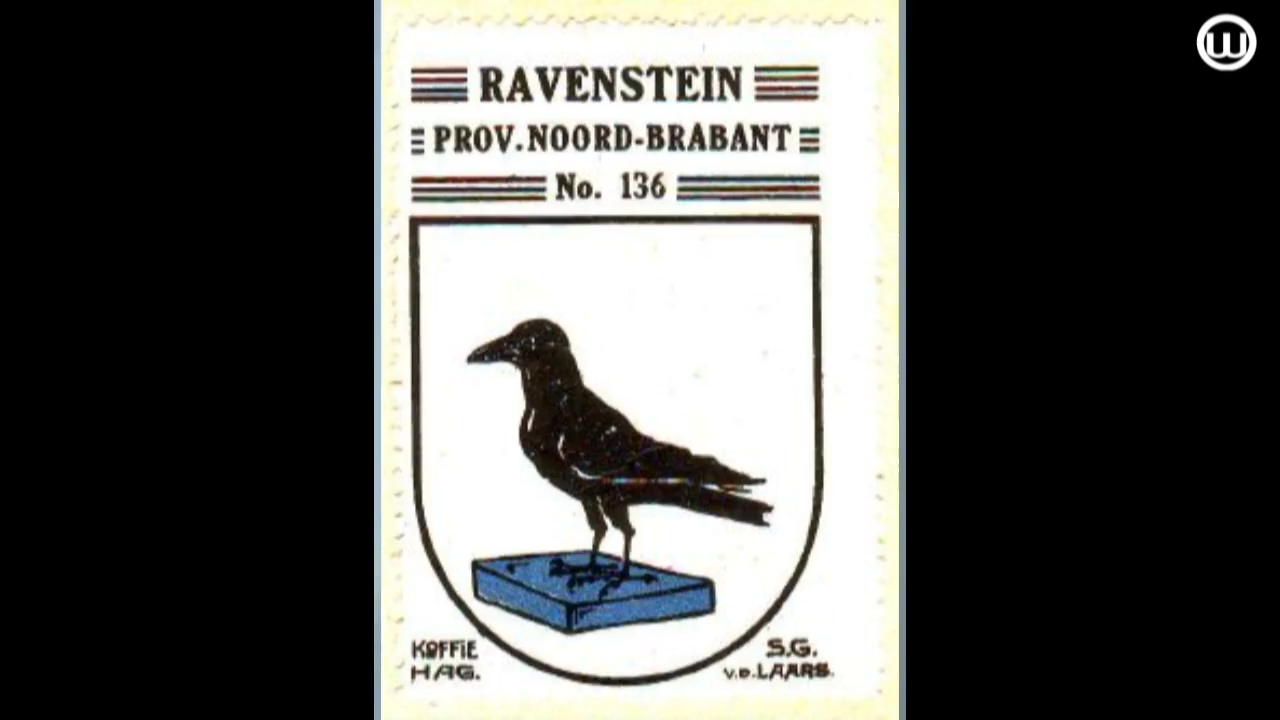 RAVENSTEIN
PROV. NOORD-BRABANT
No. 136
KOFFIE
HAG.
S.G.
v.D. LAARS.